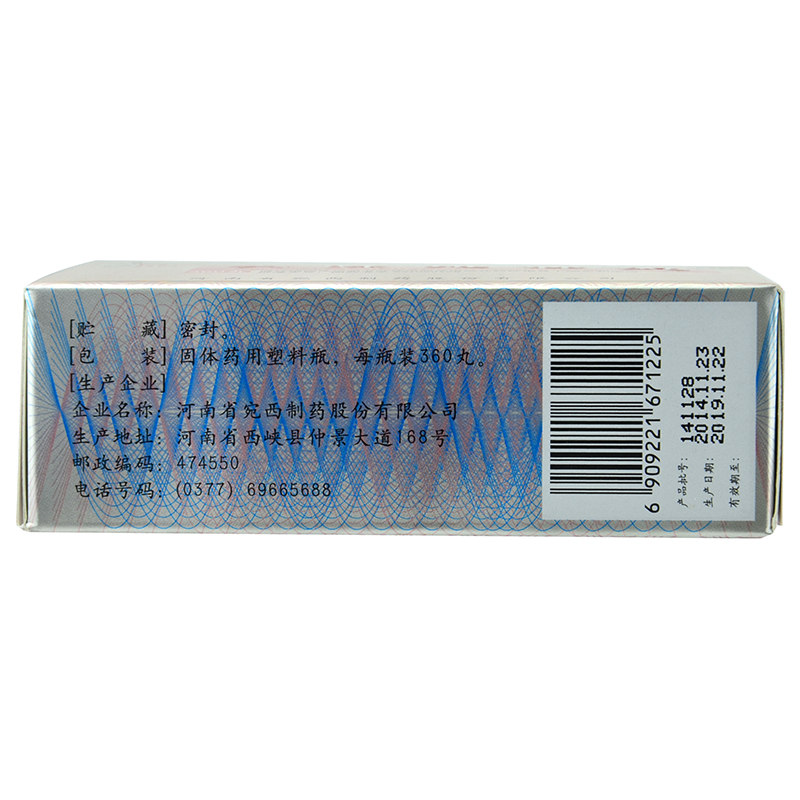 [贮 藏] 密封。
[包 装] 固体药用塑料瓶，每瓶装360丸。
[生产企业]
企业名称：河南省宛西制药股份有限公司
生产地址：河南省西峡县仲景大道168号
邮政编码：474550
电话号码：(0377) 69665688
6 909221 671225
产品批号：141128
生产日期：2014.11.23
有效期至：2019.11.22